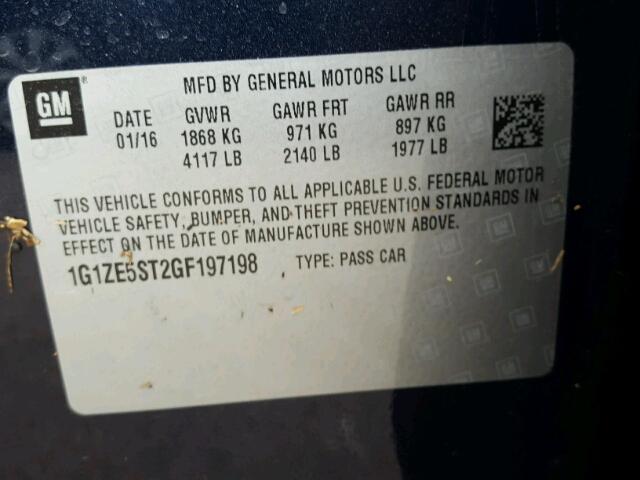 GM
MFD BY GENERAL MOTORS LLC
DATE GVWR GAWR FRT GAWR RR
01/16 1868 KG 971 KG 897 KG
4117 LB 2140 LB 1977 LB
THIS VEHICLE CONFORMS TO ALL APPLICABLE U.S. FEDERAL MOTOR
VEHICLE SAFETY, BUMPER, AND THEFT PREVENTION STANDARDS IN
EFFECT ON THE DATE OF MANUFACTURE SHOWN ABOVE.
1G1ZE5ST2GF197198 TYPE: PASS CAR